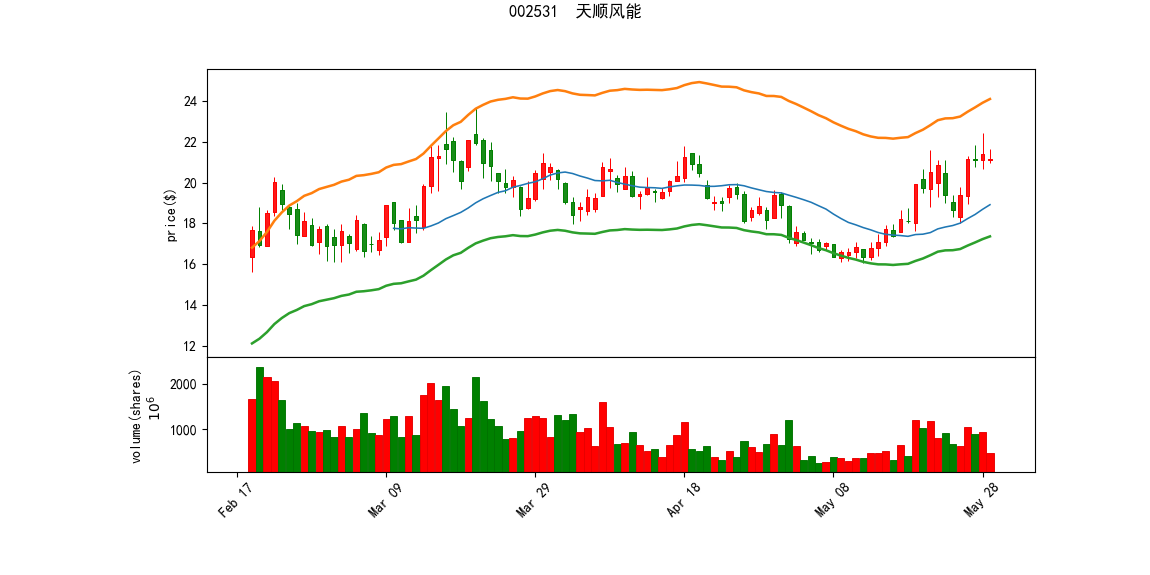 002531 天顺风能
price($)
24
22
20
18
16
14
12
volume(shares)
10^6
2000
1000
Feb 17
Mar 09
Mar 29
Apr 18
May 08
May 28